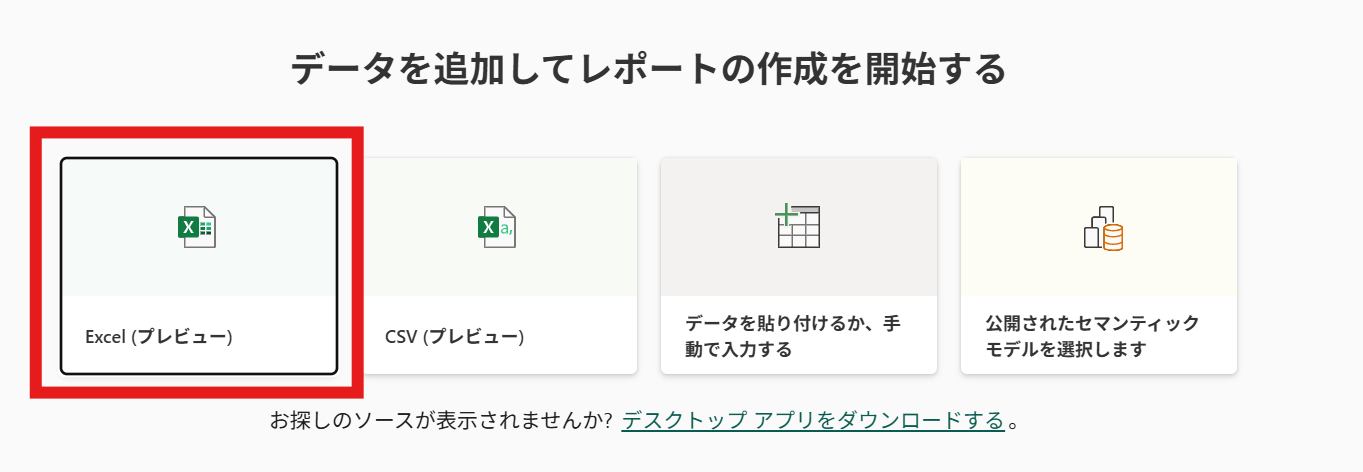 データを追加してレポートの作成を開始する
Excel (プレビュー)
CSV (プレビュー)
データを貼り付けるか、手
動で入力する
公開されたセマンティック
モデルを選択します
お探しのソースが表示されませんか? デスクトップ アプリをダウンロードする。